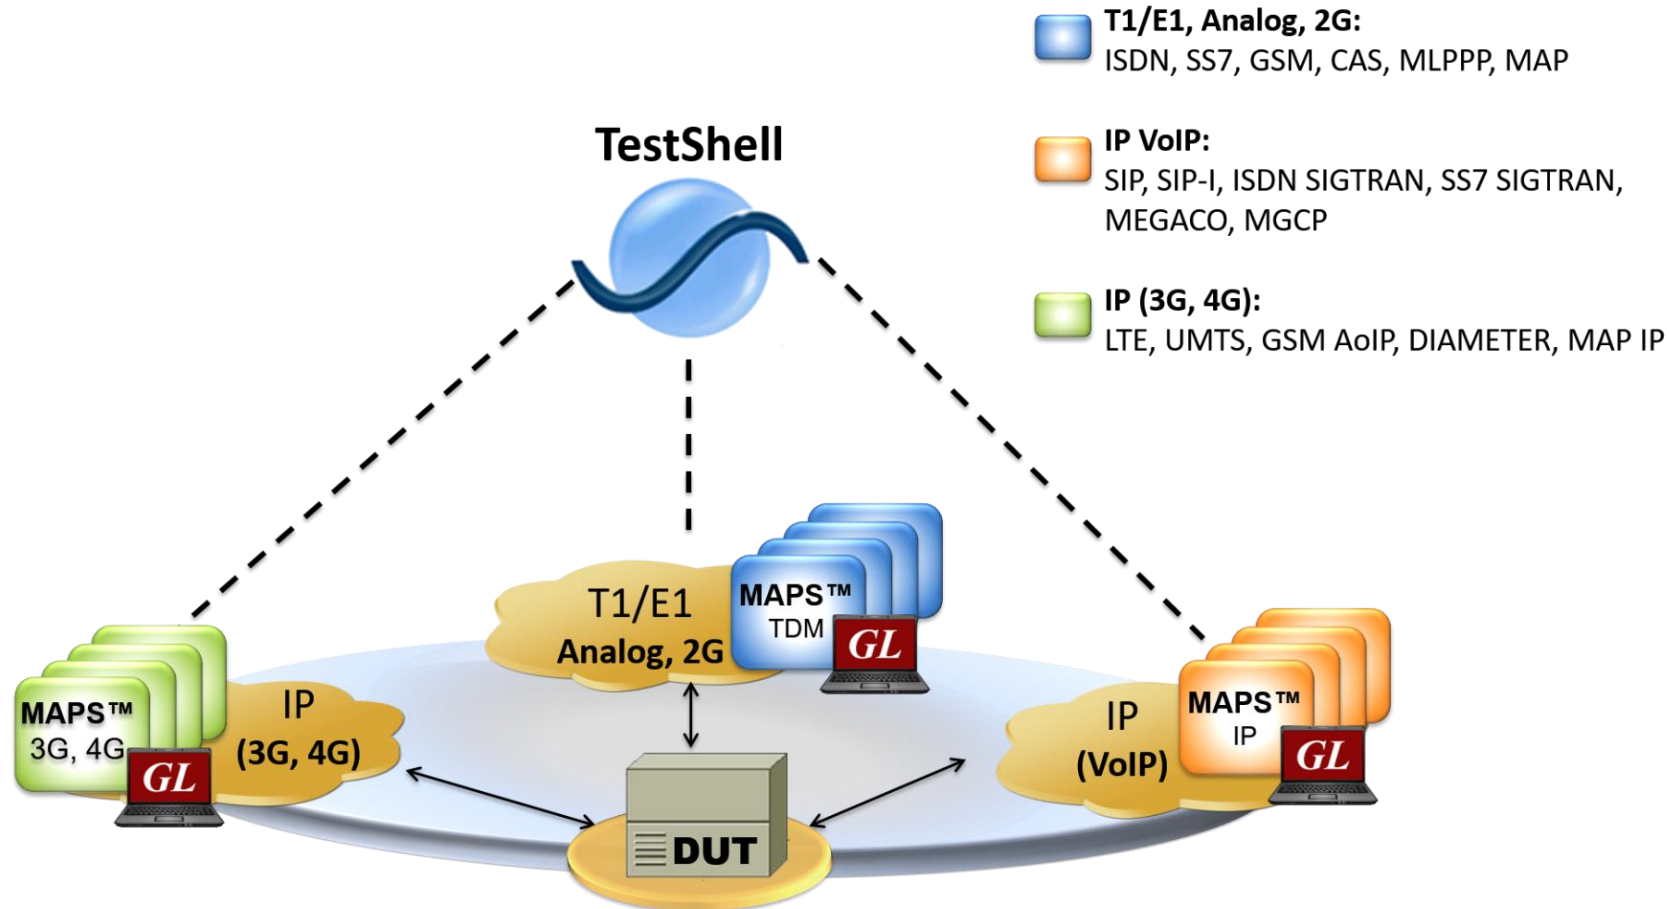 T1/E1, Analog, 2G:
ISDN, SS7, GSM, CAS, MLPPP, MAP
IP VoIP:
SIP, SIP-I, ISDN SIGTRAN, SS7 SIGTRAN,
MEGACO, MGCP
IP (3G, 4G):
LTE, UMTS, GSM AoIP, DIAMETER, MAP IP
TestShell
T1/E1
Analog, 2G
MAPS™
TDM
GL
MAPS™
3G, 4G
GL
IP
(3G, 4G)
IP
(VoIP)
MAPS™
IP
GL
DUT